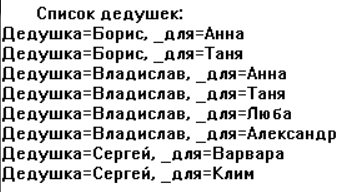 Список дедушек:
Дедушка=Борис, _для=Анна
Дедушка=Борис, _для=Таня
Дедушка=Владислав, _для=Анна
Дедушка=Владислав, _для=Таня
Дедушка=Владислав, _для=Люба
Дедушка=Владислав, _для=Александр
Дедушка=Сергей, _для=Варвара
Дедушка=Сергей, _для=Клим